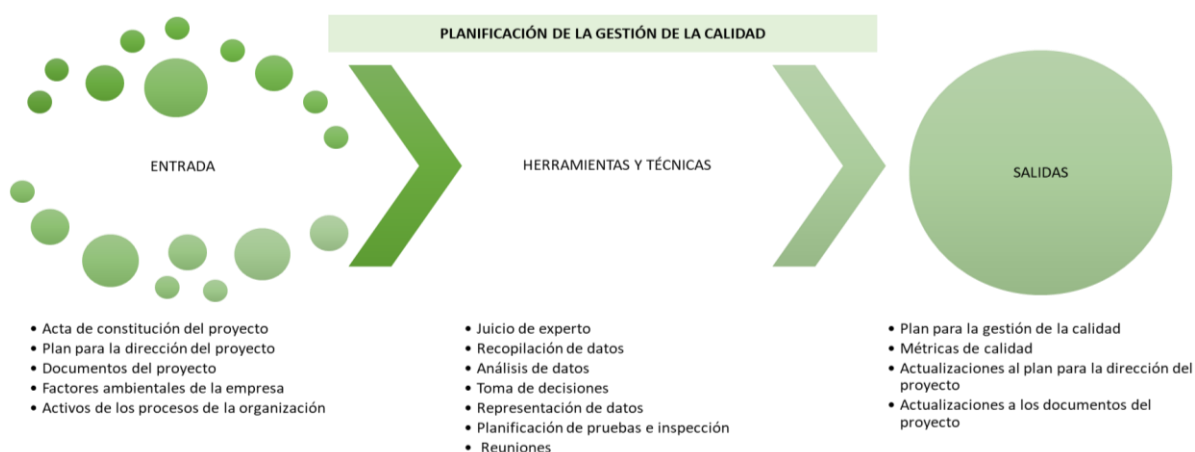 PLANIFICACIÓN DE LA GESTIÓN DE LA CALIDAD
ENTRADA
HERRAMIENTAS Y TÉCNICAS
SALIDAS
• Acta de constitución del proyecto
• Plan para la dirección del proyecto
• Documentos del proyecto
• Factores ambientales de la empresa
• Activos de los procesos de la organización
• Juicio de experto
• Recopilación de datos
• Análisis de datos
• Toma de decisiones
• Representación de datos
• Planificación de pruebas e inspección
• Reuniones
• Plan para la gestión de la calidad
• Métricas de calidad
• Actualizaciones al plan para la dirección del
proyecto
• Actualizaciones a los documentos del
proyecto